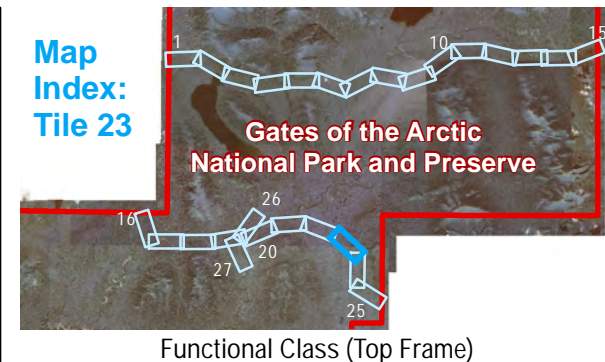 Map
Index:
Tile 23
1
10
15
Gates of the Arctic
National Park and Preserve
16
26
27
20
25
Functional Class (Top Frame)